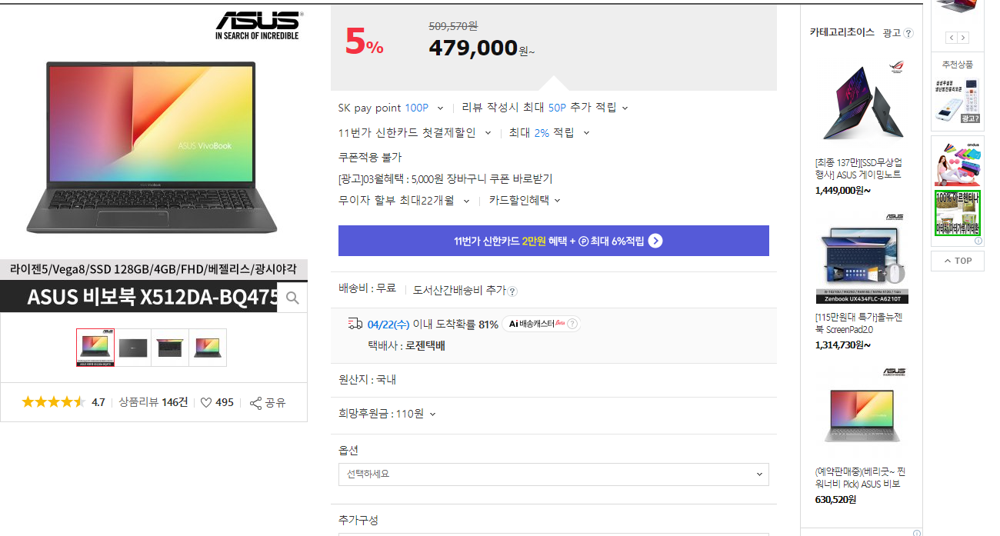 ASUS
IN SEARCH OF INCREDIBLE
ASUS VivoBook
라이젠5/Vega8/SSD 128GB/4GB/FHD/베젤리스/광시야각
ASUS 비보북 X512DA-BQ475
4.7 상품리뷰 146건 495 공유
5%
509,570원
479,000원~
SK pay point 100P 리뷰 작성시 최대 50P 추가 적립
11번가 신한카드 첫결제할인 최대 2% 적립
쿠폰적용 불가
[광고]03월혜택 : 5,000원 장바구니 쿠폰 바로받기
무이자 할부 최대22개월 카드할인혜택
11번가 신한카드 2만원 혜택 + P 최대 6%적립
배송비 : 무료 도서산간배송비 추가 ?
04/22(수) 이내 도착확률 81% Ai 배송캐스터 Beta ?
택배사 : 로젠택배
원산지 : 국내
희망후원금 : 110원
옵션
선택하세요
추가구성
카테고리초이스 광고 ?
[최종 137만][SSD무상업
행사] ASUS 게이밍노트
1,449,000원~
ASUS
Zenbook UX434FLC-A6210T
[115만원대 특가]올뉴젠
북 ScreenPad2.0
1,314,730원~
ASUS
(예약판매중)(베리굿~ 찐
워너비 Pick) ASUS 비보
630,520원
추천상품
광고?
andus
100% 아르헨티나
TOP